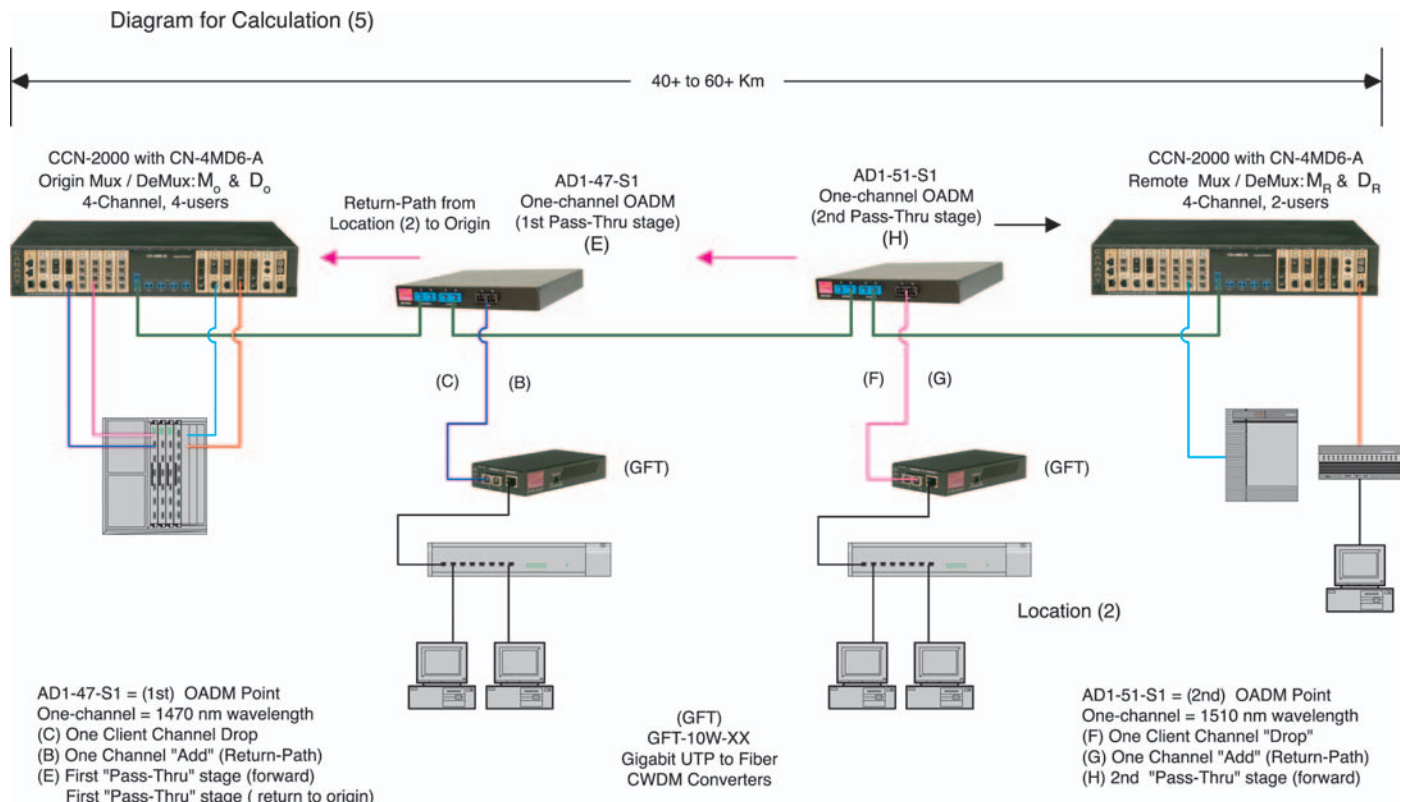 Diagram for Calculation (5)
40+ to 60+ Km
CCN-2000 with CN-4MD6-A
Origin Mux / DeMux: Mo & Do
4-Channel, 4-users
Return-Path from
Location (2) to Origin
AD1-47-S1
One-channel OADM
(1st Pass-Thru stage)
(E)
AD1-51-S1
One-channel OADM
(2nd Pass-Thru stage)
(H)
CCN-2000 with CN-4MD6-A
Remote Mux / DeMux: MR & DR
4-Channel, 2-users
(C)
(B)
(F)
(G)
(GFT)
(GFT)
Location (2)
AD1-47-S1 = (1st) OADM Point
One-channel = 1470 nm wavelength
(C) One Client Channel Drop
(B) One Channel "Add" (Return-Path)
(E) First "Pass-Thru" stage (forward)
First "Pass-Thru" stage ( return to origin)
(GFT)
GFT-10W-XX
Gigabit UTP to Fiber
CWDM Converters
AD1-51-S1 = (2nd) OADM Point
One-channel = 1510 nm wavelength
(F) One Client Channel "Drop"
(G) One Channel "Add" (Return-Path)
(H) 2nd "Pass-Thru" stage (forward)